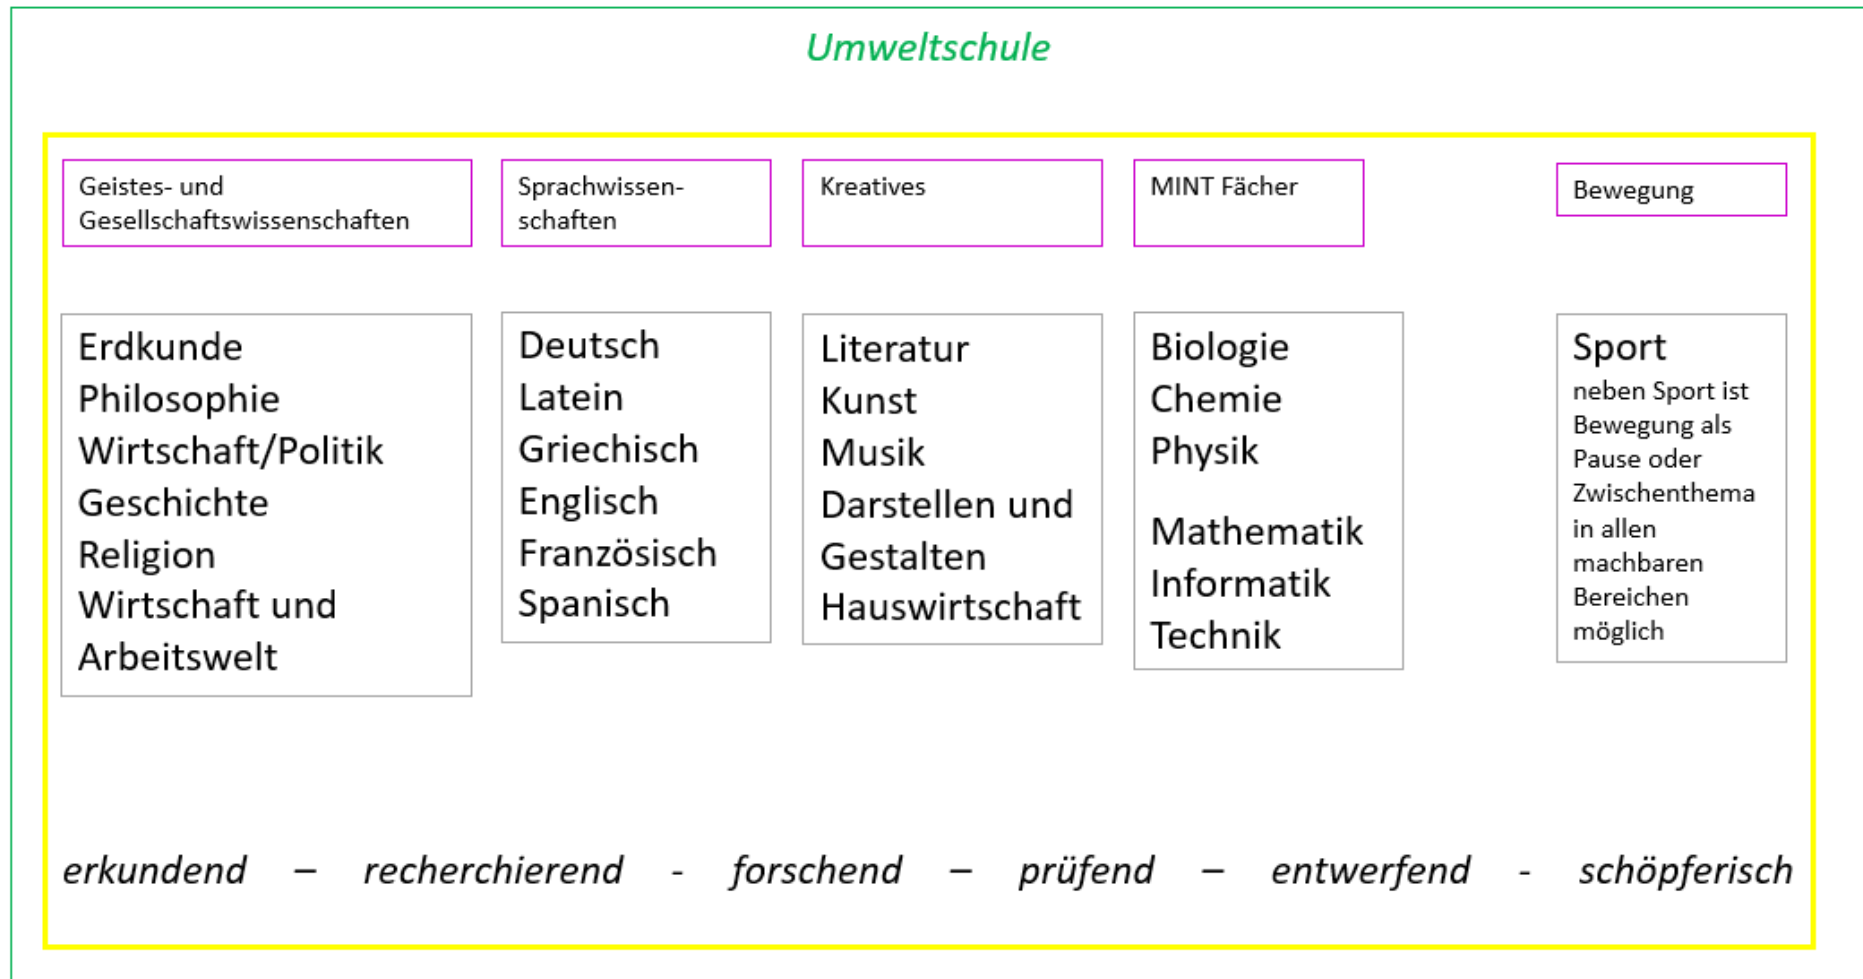 Umweltschule
Geistes- und
Gesellschaftswissenschaften
Sprachwissen-
schaften
Kreatives
MINT Fächer
Bewegung
Erdkunde
Philosophie
Wirtschaft/Politik
Geschichte
Religion
Wirtschaft und
Arbeitswelt
Deutsch
Latein
Griechisch
Englisch
Französisch
Spanisch
Literatur
Kunst
Musik
Darstellen und
Gestalten
Hauswirtschaft
Biologie
Chemie
Physik
Mathematik
Informatik
Technik
Sport
neben Sport ist
Bewegung als
Pause oder
Zwischenthema
in allen
machbaren
Bereichen
möglich
erkundend – recherchierend - forschend – prüfend – entwerfend - schöpferisch